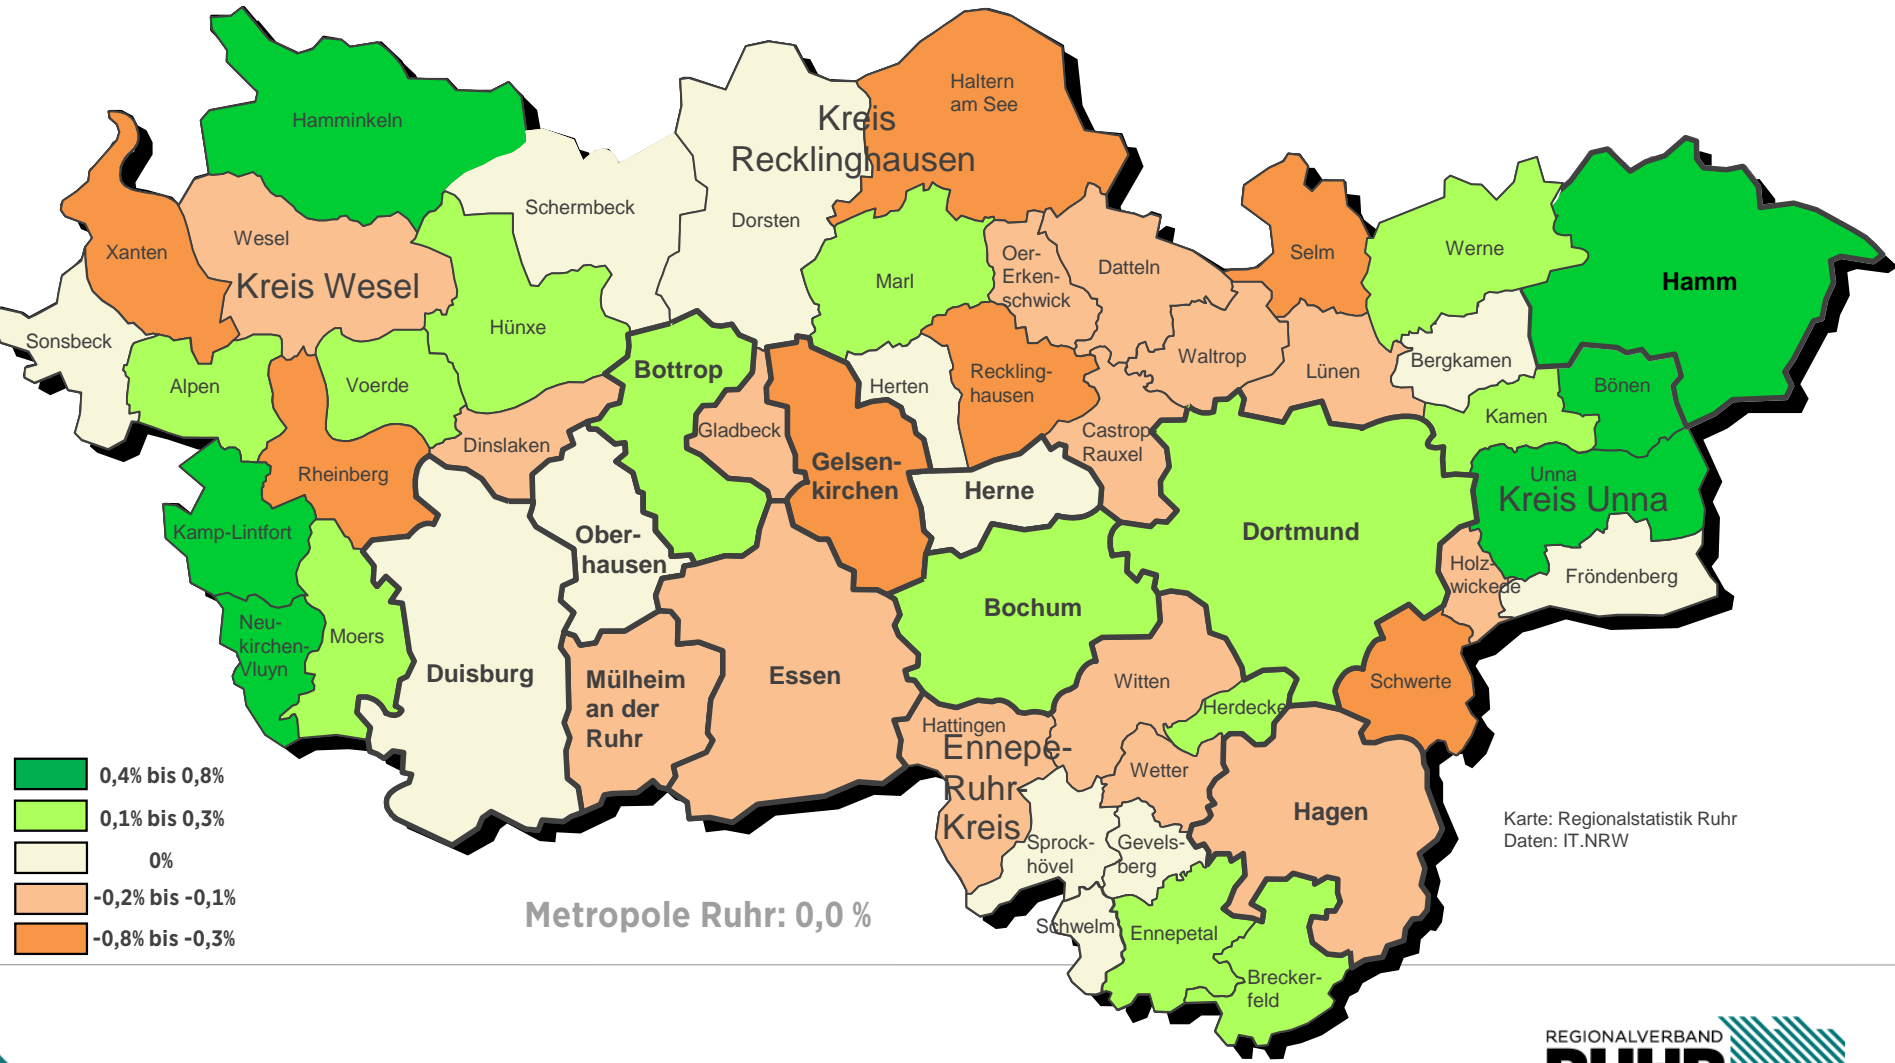 Hamminkeln
Haltern
am See
Kreis
Recklinghausen
Schermbeck
Dorsten
Xanten
Wesel
Kreis Wesel
Marl
Oer-
Erken-
schwick
Datteln
Selm
Werne
Hamm
Sonsbeck
Hünxe
Alpen
Voerde
Bottrop
Herten
Reckling-
hausen
Waltrop
Lünen
Bergkamen
Bönen
Kamen
Dinslaken
Gladbeck
Castrop
Rauxel
Rheinberg
Gelsen-
kirchen
Herne
Unna
Kreis Unna
Kamp-Lintfort
Ober-
hausen
Dortmund
Holz-
wickede
Fröndenberg
Neu-
kirchen-
Vluyn
Moers
Bochum
Duisburg
Mülheim
an der
Ruhr
Essen
Witten
Schwerte
Herdecke
Hattingen
Ennepe-
Ruhr-
Kreis
Wetter
Hagen
Sprock-
hövel
Gevels-
berg
Schwelm
Ennepetal
Brecker-
feld
0,4% bis 0,8%
0,1% bis 0,3%
0%
-0,2% bis -0,1%
-0,8% bis -0,3%
Metropole Ruhr: 0,0 %
Karte: Regionalstatistik Ruhr
Daten: IT.NRW
REGIONALVERBAND
RUHR